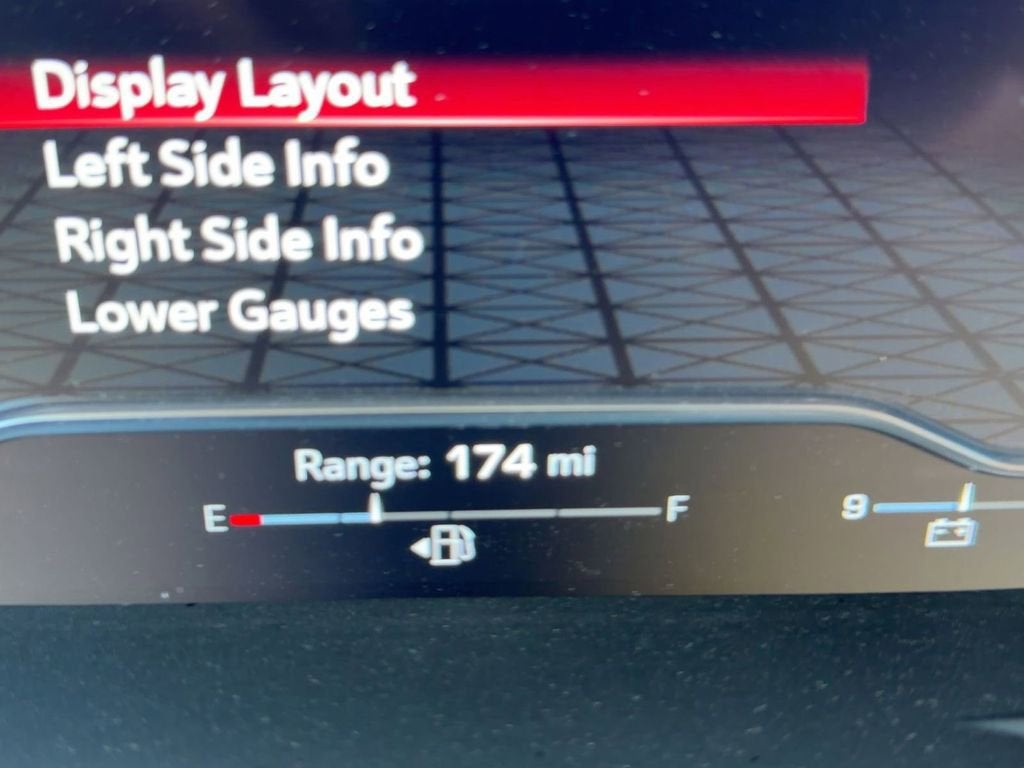 Display Layout
Left Side Info
Right Side Info
Lower Gauges
Range: 174 mi
E F 9